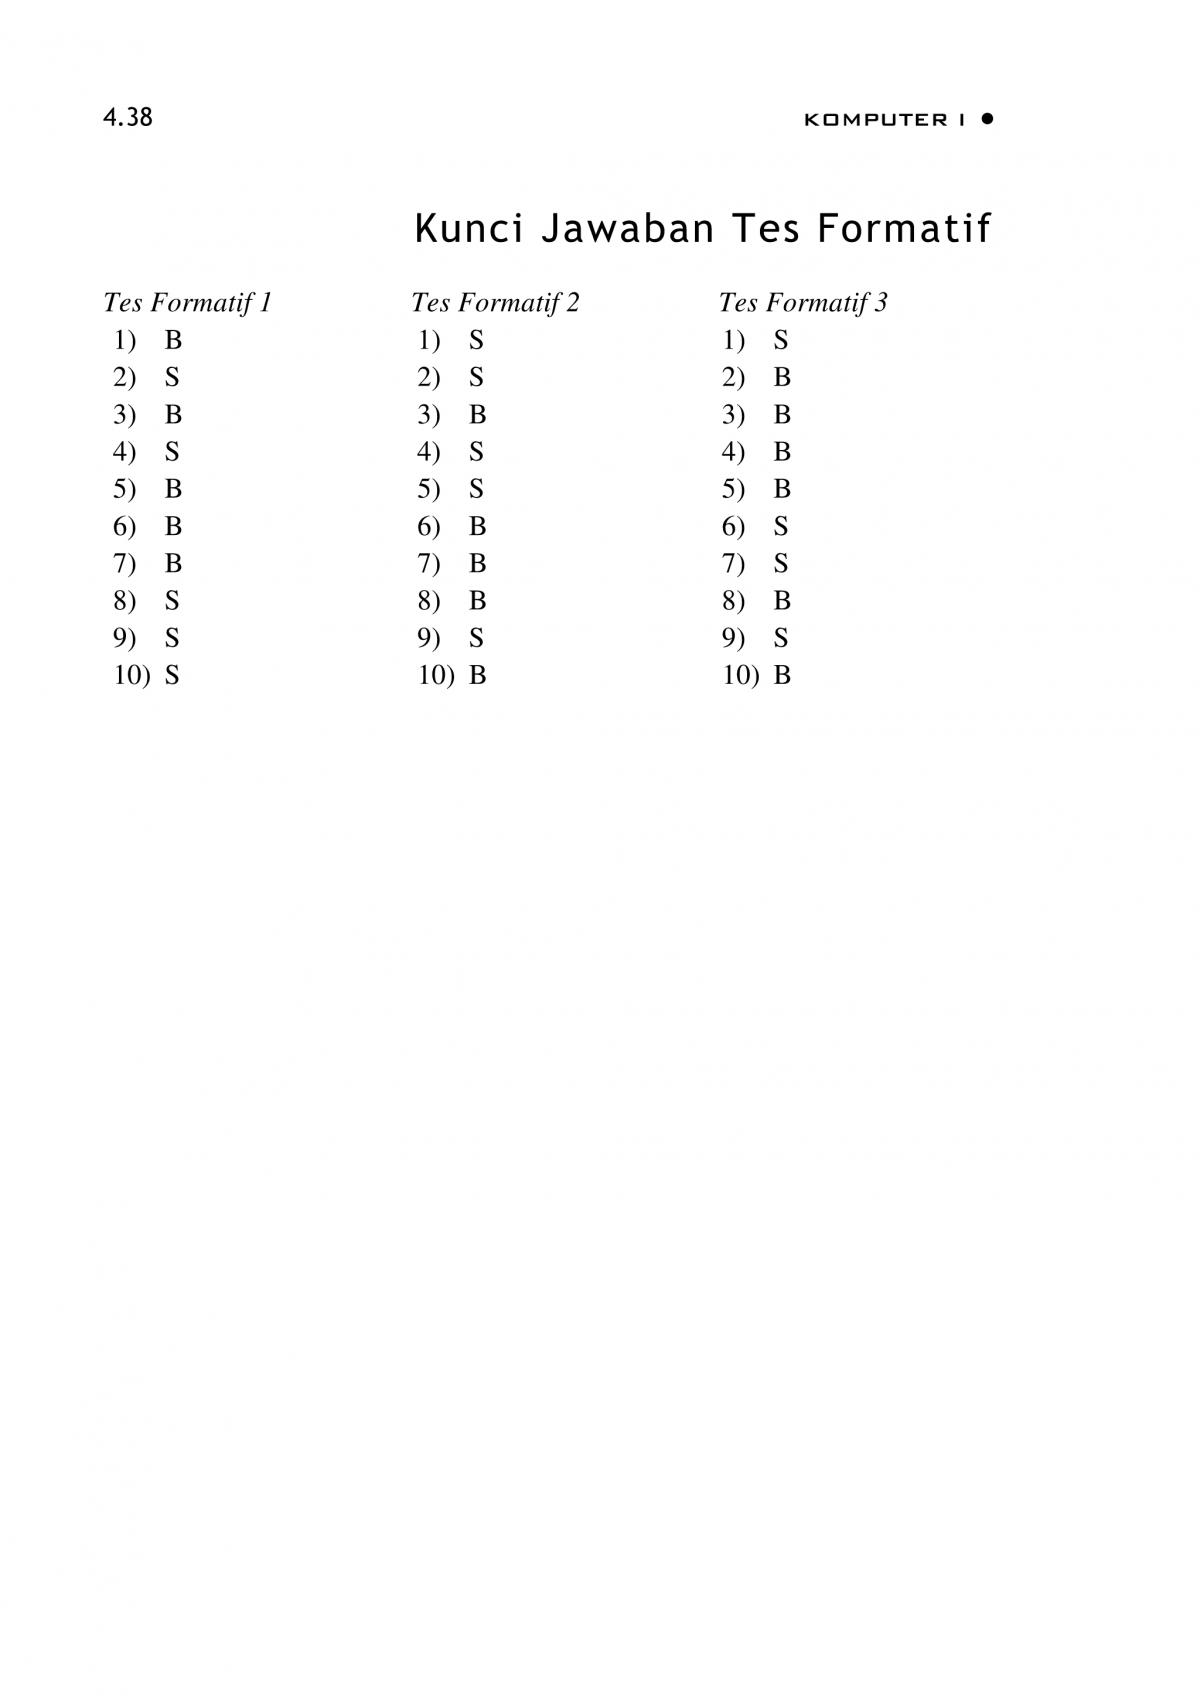 4.38 KOMPUTER I ●
Kunci Jawaban Tes Formatif
Tes Formatif 1
1) B
2) S
3) B
4) S
5) B
6) B
7) B
8) S
9) S
10) S
Tes Formatif 2
1) S
2) S
3) B
4) S
5) S
6) B
7) B
8) B
9) S
10) B
Tes Formatif 3
1) S
2) B
3) B
4) B
5) B
6) S
7) S
8) B
9) S
10) B